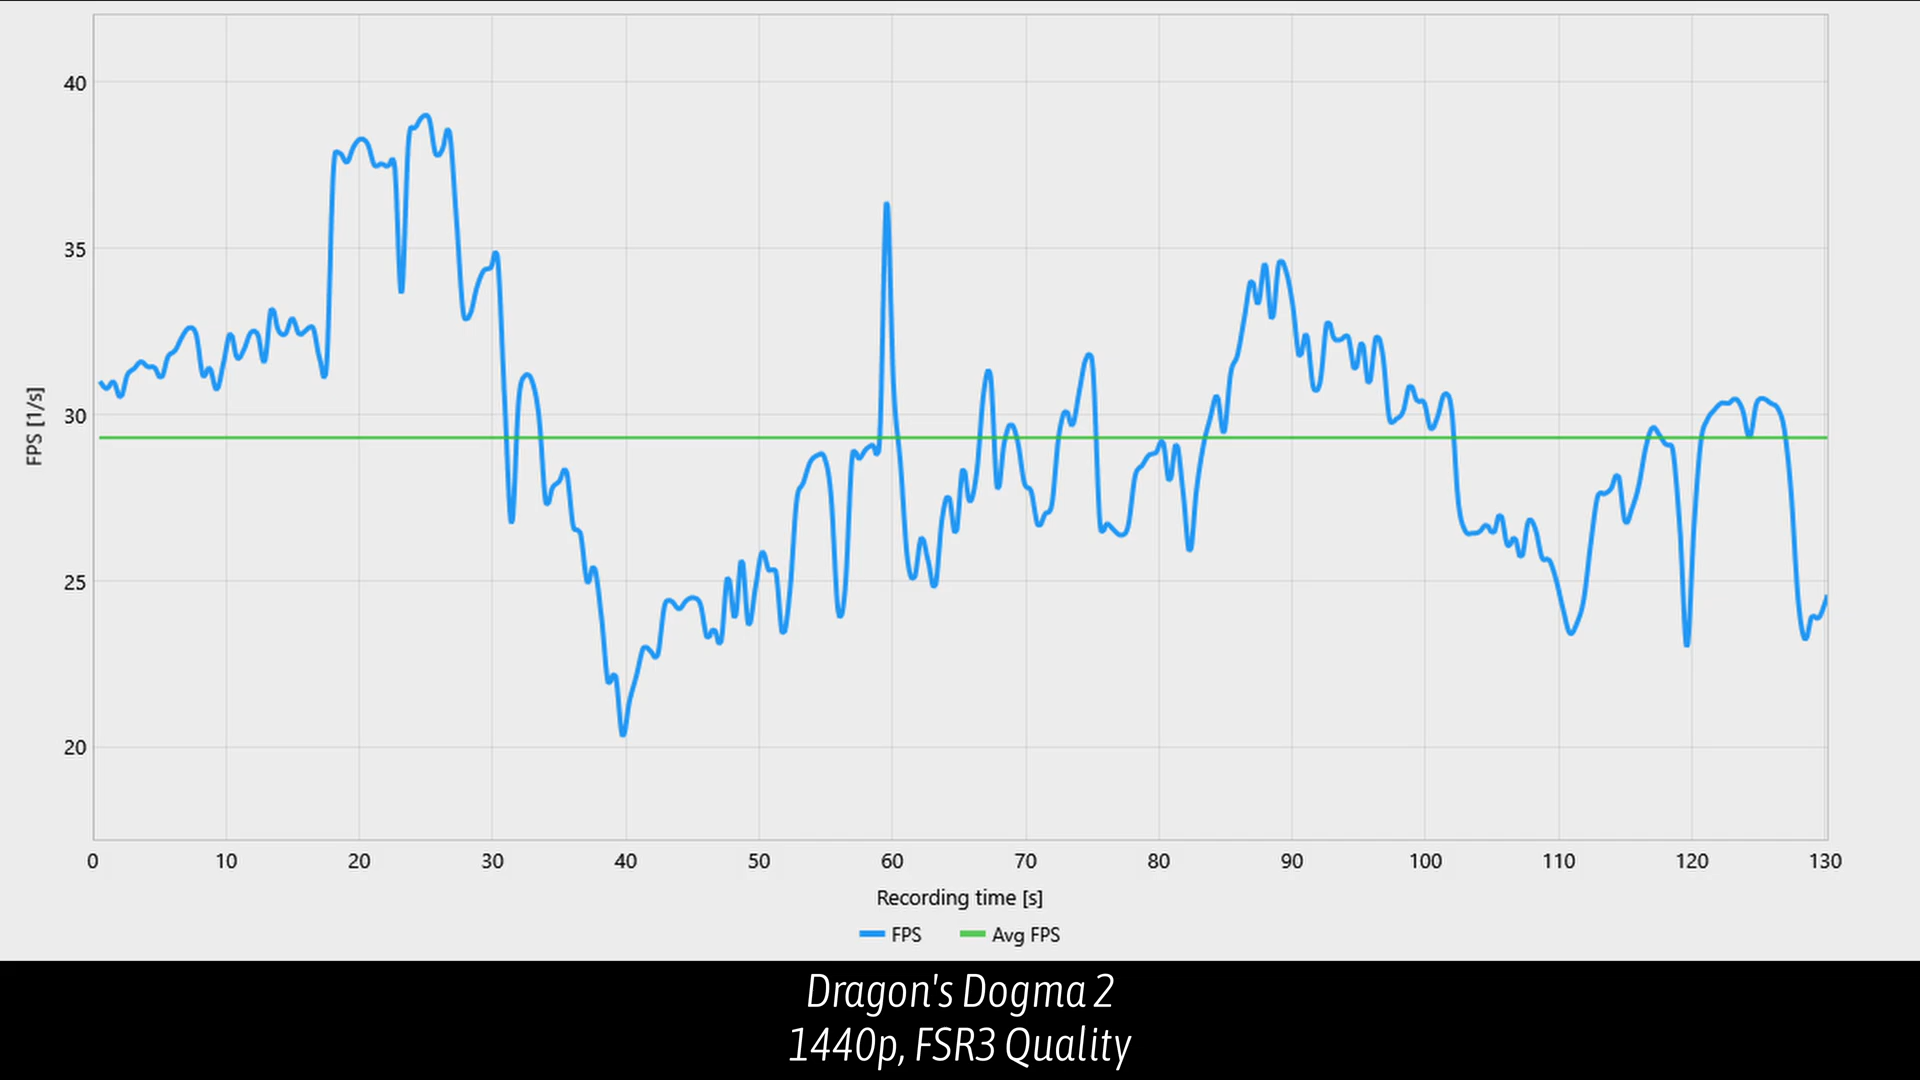 40
35
30
25
20
FPS [1/s]
0 10 20 30 40 50 60 70 80 90 100 110 120 130
Recording time [s]
FPS Avg FPS
Dragon's Dogma 2
1440p, FSR3 Quality